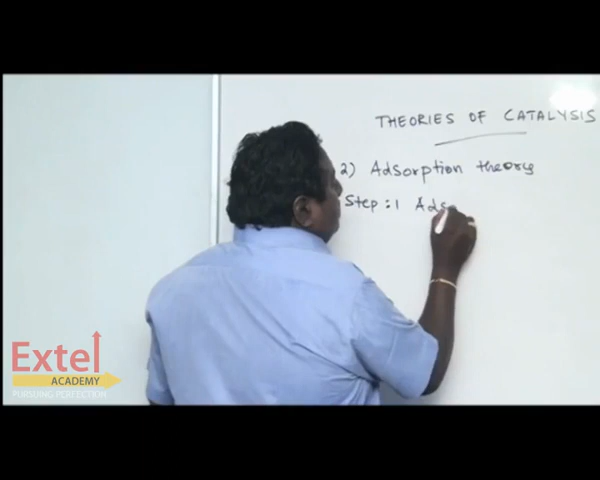 THEORIES OF CATALYSIS
2) Adsorption theory
Step : 1 Ads
Extel
ACADEMY
PURSUING PERFECTION